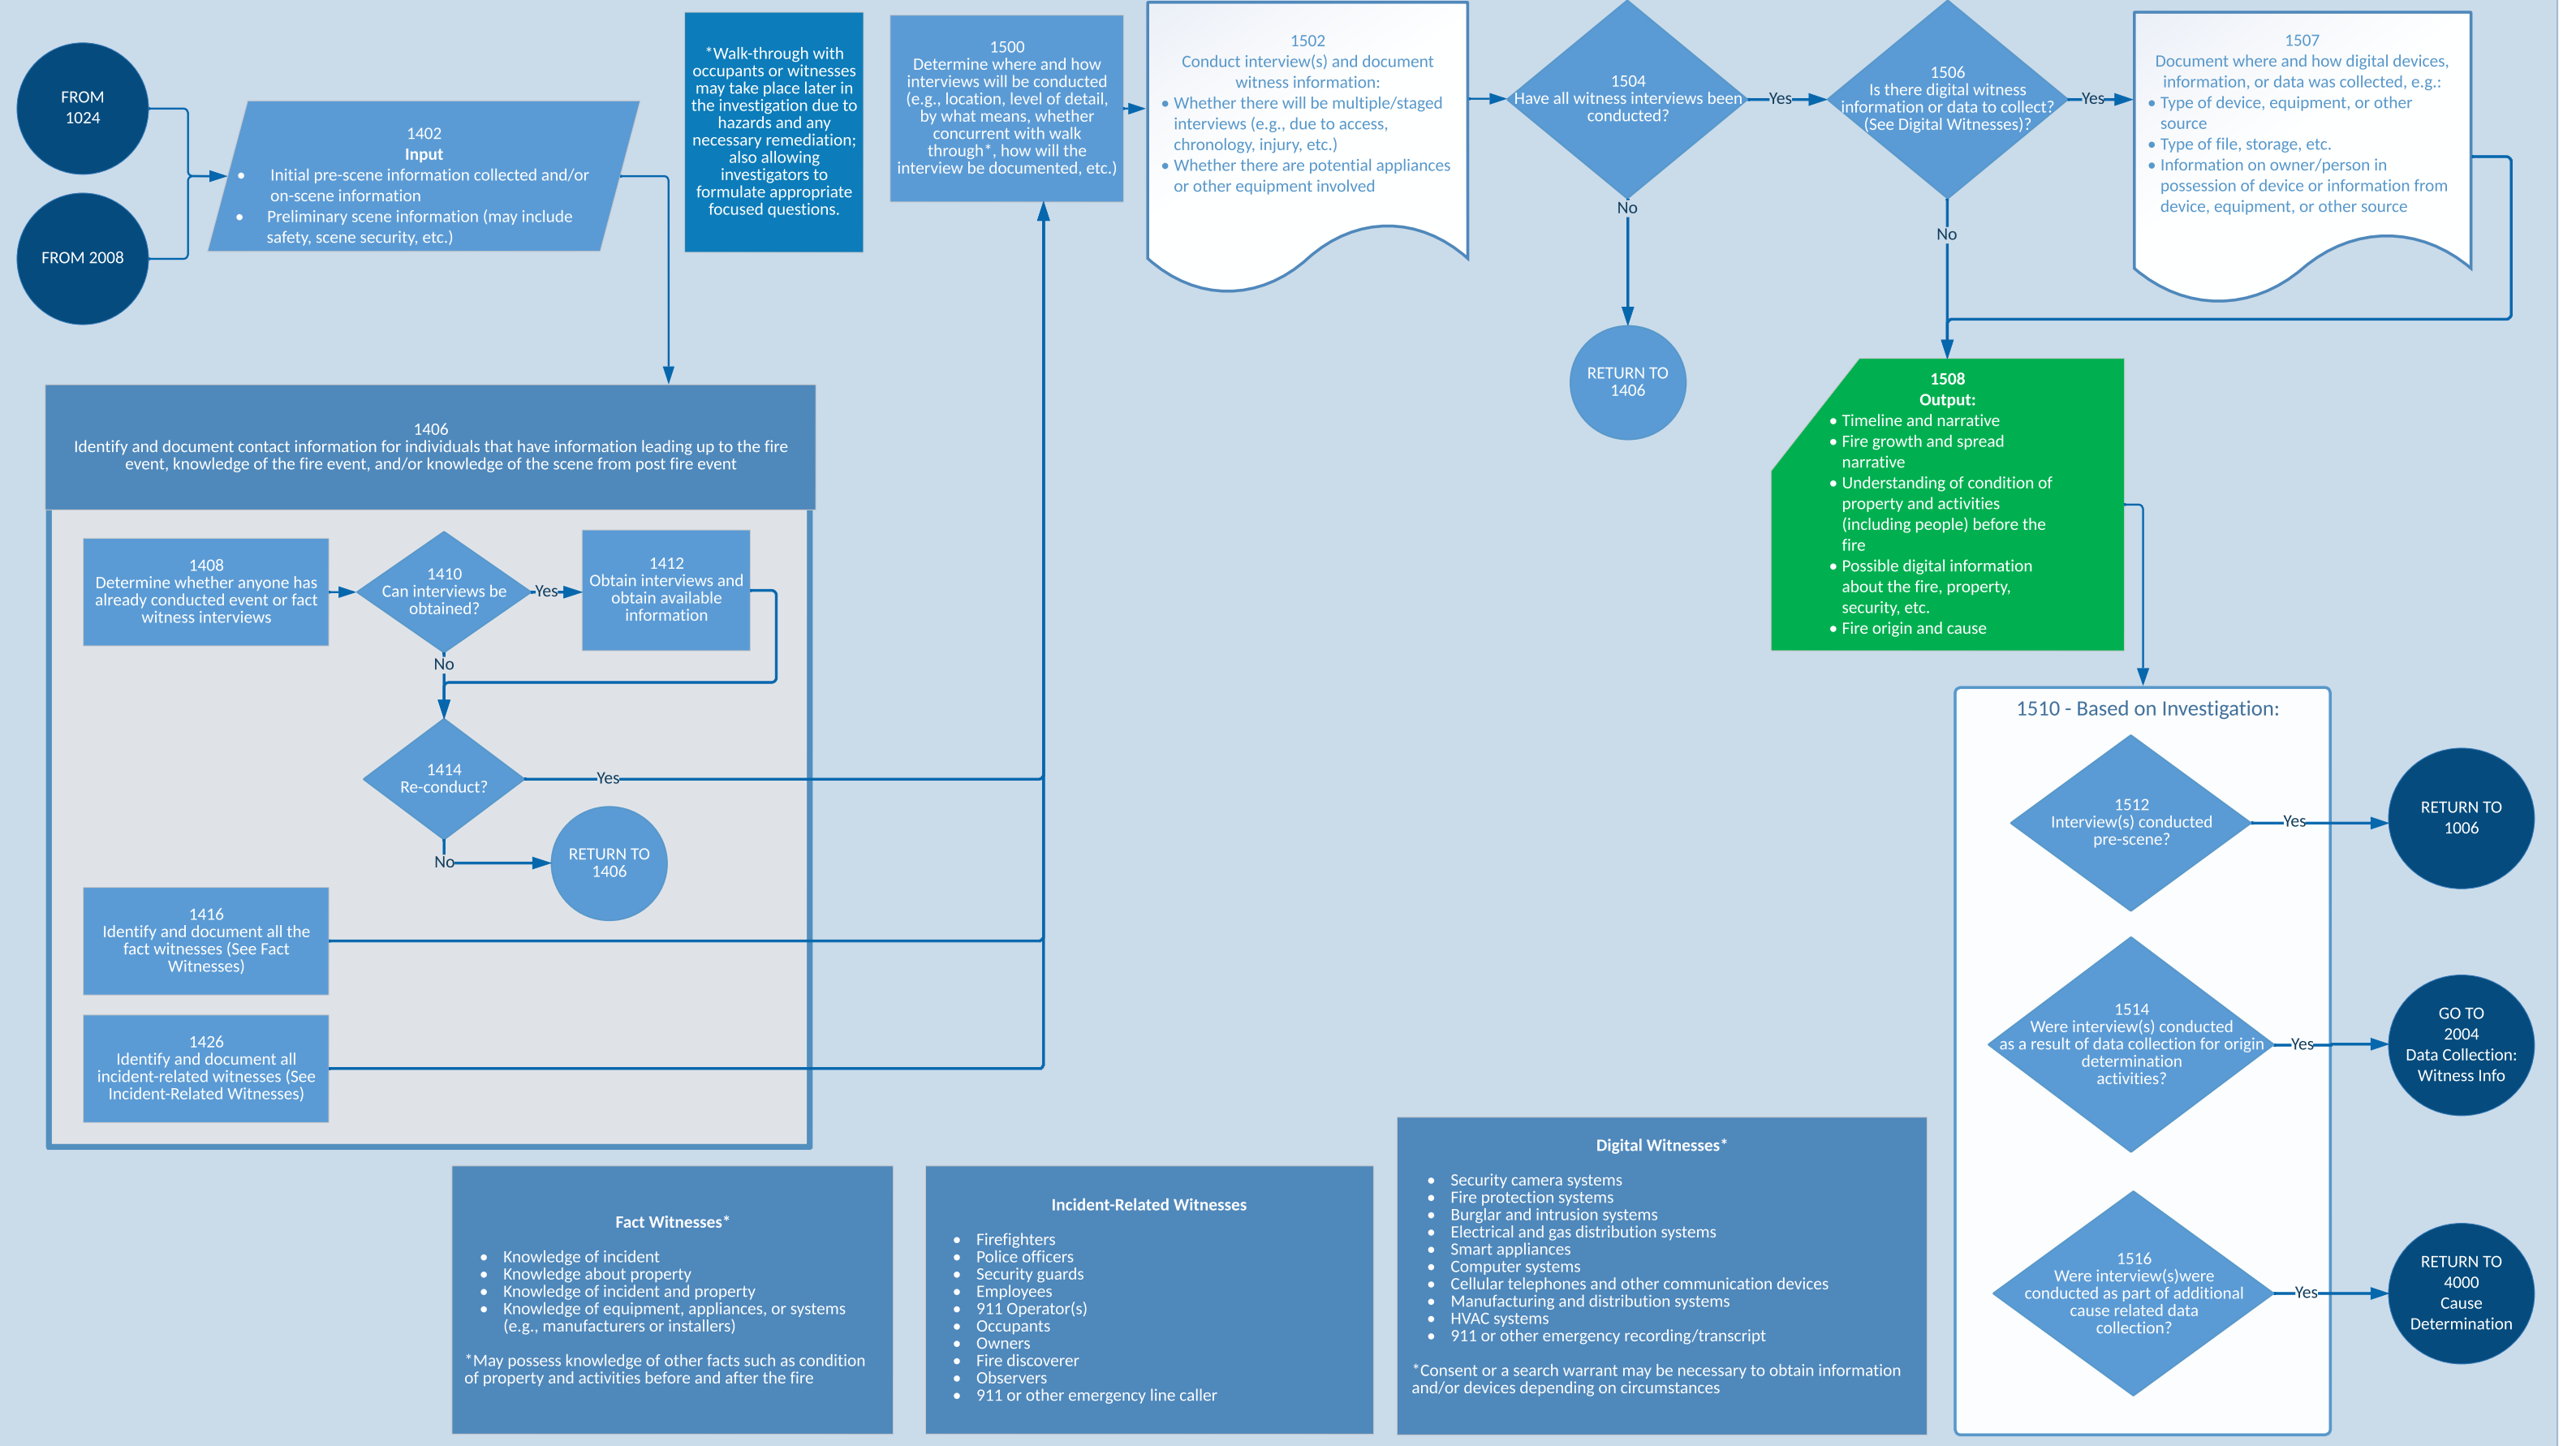 FROM
1024
FROM 2008
1402
Input
• Initial pre-scene information collected and/or
on-scene information
• Preliminary scene information (may include
safety, scene security, etc.)
*Walk-through with
occupants or witnesses
may take place later in
the investigation due to
hazards and any
necessary remediation;
also allowing
investigators to
formulate appropriate
focused questions.
1500
Determine where and how
interviews will be conducted
(e.g., location, level of detail,
by what means, whether
concurrent with walk
through*, how will the
interview be documented, etc.)
1502
Conduct interview(s) and document
witness information:
• Whether there will be multiple/staged
interviews (e.g., due to access,
chronology, injury, etc.)
• Whether there are potential appliances
or other equipment involved
1504
Have all witness interviews been
conducted?
Yes
No
RETURN TO
1406
1506
Is there digital witness
information or data to collect?
(See Digital Witnesses)?
Yes
No
1507
Document where and how digital devices,
information, or data was collected, e.g.:
• Type of device, equipment, or other
source
• Type of file, storage, etc.
• Information on owner/person in
possession of device or information from
device, equipment, or other source
1508
Output:
• Timeline and narrative
• Fire growth and spread
narrative
• Understanding of condition of
property and activities
(including people) before the
fire
• Possible digital information
about the fire, property,
security, etc.
• Fire origin and cause
1406
Identify and document contact information for individuals that have information leading up to the fire
event, knowledge of the fire event, and/or knowledge of the scene from post fire event
1408
Determine whether anyone has
already conducted event or fact
witness interviews
1410
Can interviews be
obtained?
Yes
No
1412
Obtain interviews and
obtain available
information
1414
Re-conduct?
Yes
No
RETURN TO
1406
1416
Identify and document all the
fact witnesses (See Fact
Witnesses)
1426
Identify and document all
incident-related witnesses (See
Incident-Related Witnesses)
1510 - Based on Investigation:
1512
Interview(s) conducted
pre-scene?
Yes
RETURN TO
1006
1514
Were interview(s) conducted
as a result of data collection for origin
determination
activities?
Yes
GO TO
2004
Data Collection:
Witness Info
1516
Were interview(s)were
conducted as part of additional
cause related data
collection?
Yes
RETURN TO
4000
Cause
Determination
Fact Witnesses*
• Knowledge of incident
• Knowledge about property
• Knowledge of incident and property
• Knowledge of equipment, appliances, or systems
(e.g., manufacturers or installers)
*May possess knowledge of other facts such as condition
of property and activities before and after the fire
Incident-Related Witnesses
• Firefighters
• Police officers
• Security guards
• Employees
• 911 Operator(s)
• Occupants
• Owners
• Fire discoverer
• Observers
• 911 or other emergency line caller
Digital Witnesses*
• Security camera systems
• Fire protection systems
• Burglar and intrusion systems
• Electrical and gas distribution systems
• Smart appliances
• Computer systems
• Cellular telephones and other communication devices
• Manufacturing and distribution systems
• HVAC systems
• 911 or other emergency recording/transcript
*Consent or a search warrant may be necessary to obtain information
and/or devices depending on circumstances